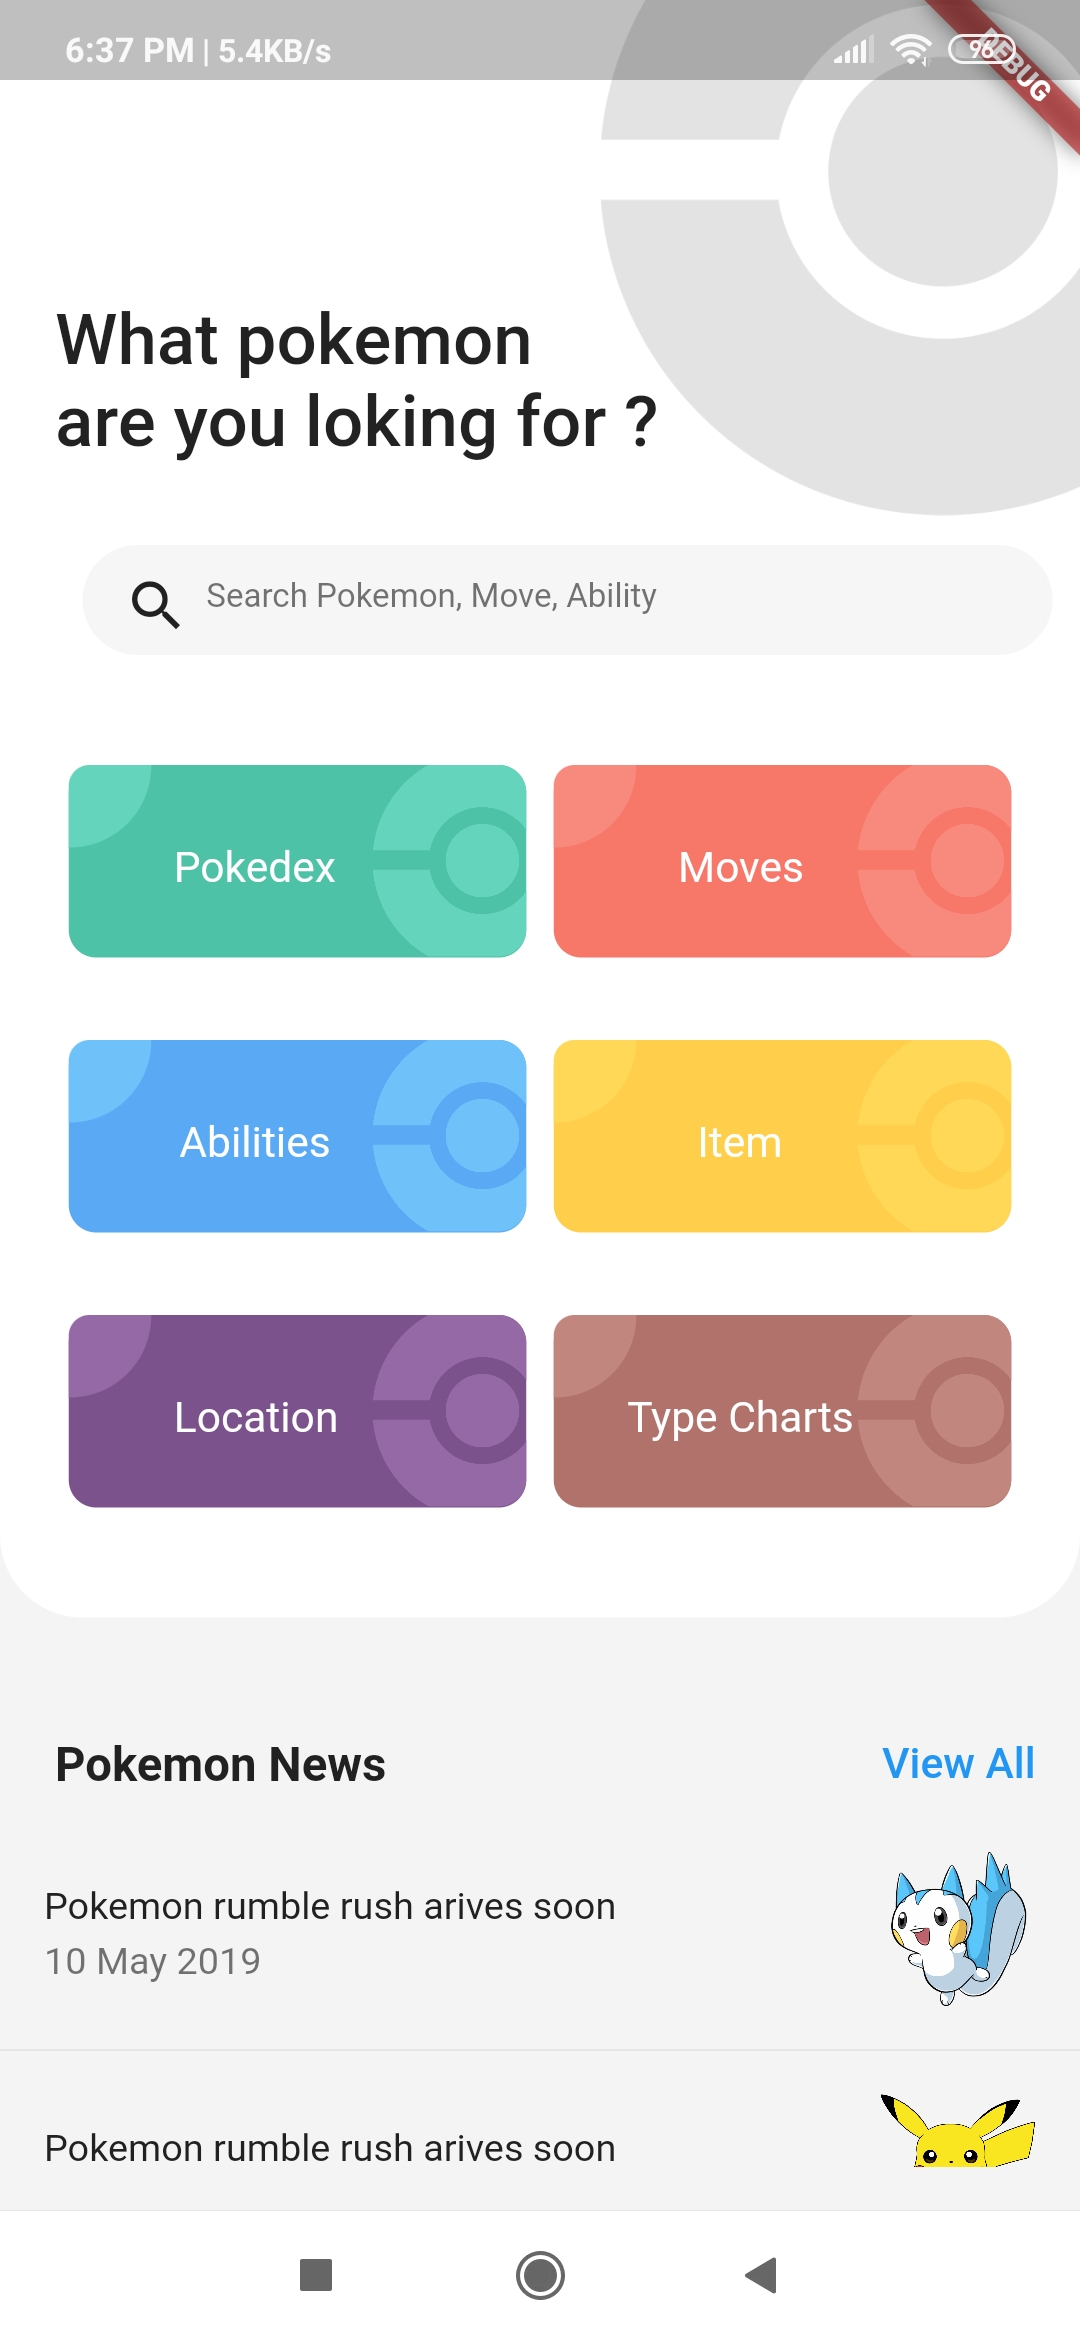 6:37 PM | 5.4KB/s
96
DEBUG
What pokemon
are you loking for ?
Search Pokemon, Move, Ability
Pokedex
Moves
Abilities
Item
Location
Type Charts
Pokemon News
View All
Pokemon rumble rush arives soon
10 May 2019
Pokemon rumble rush arives soon